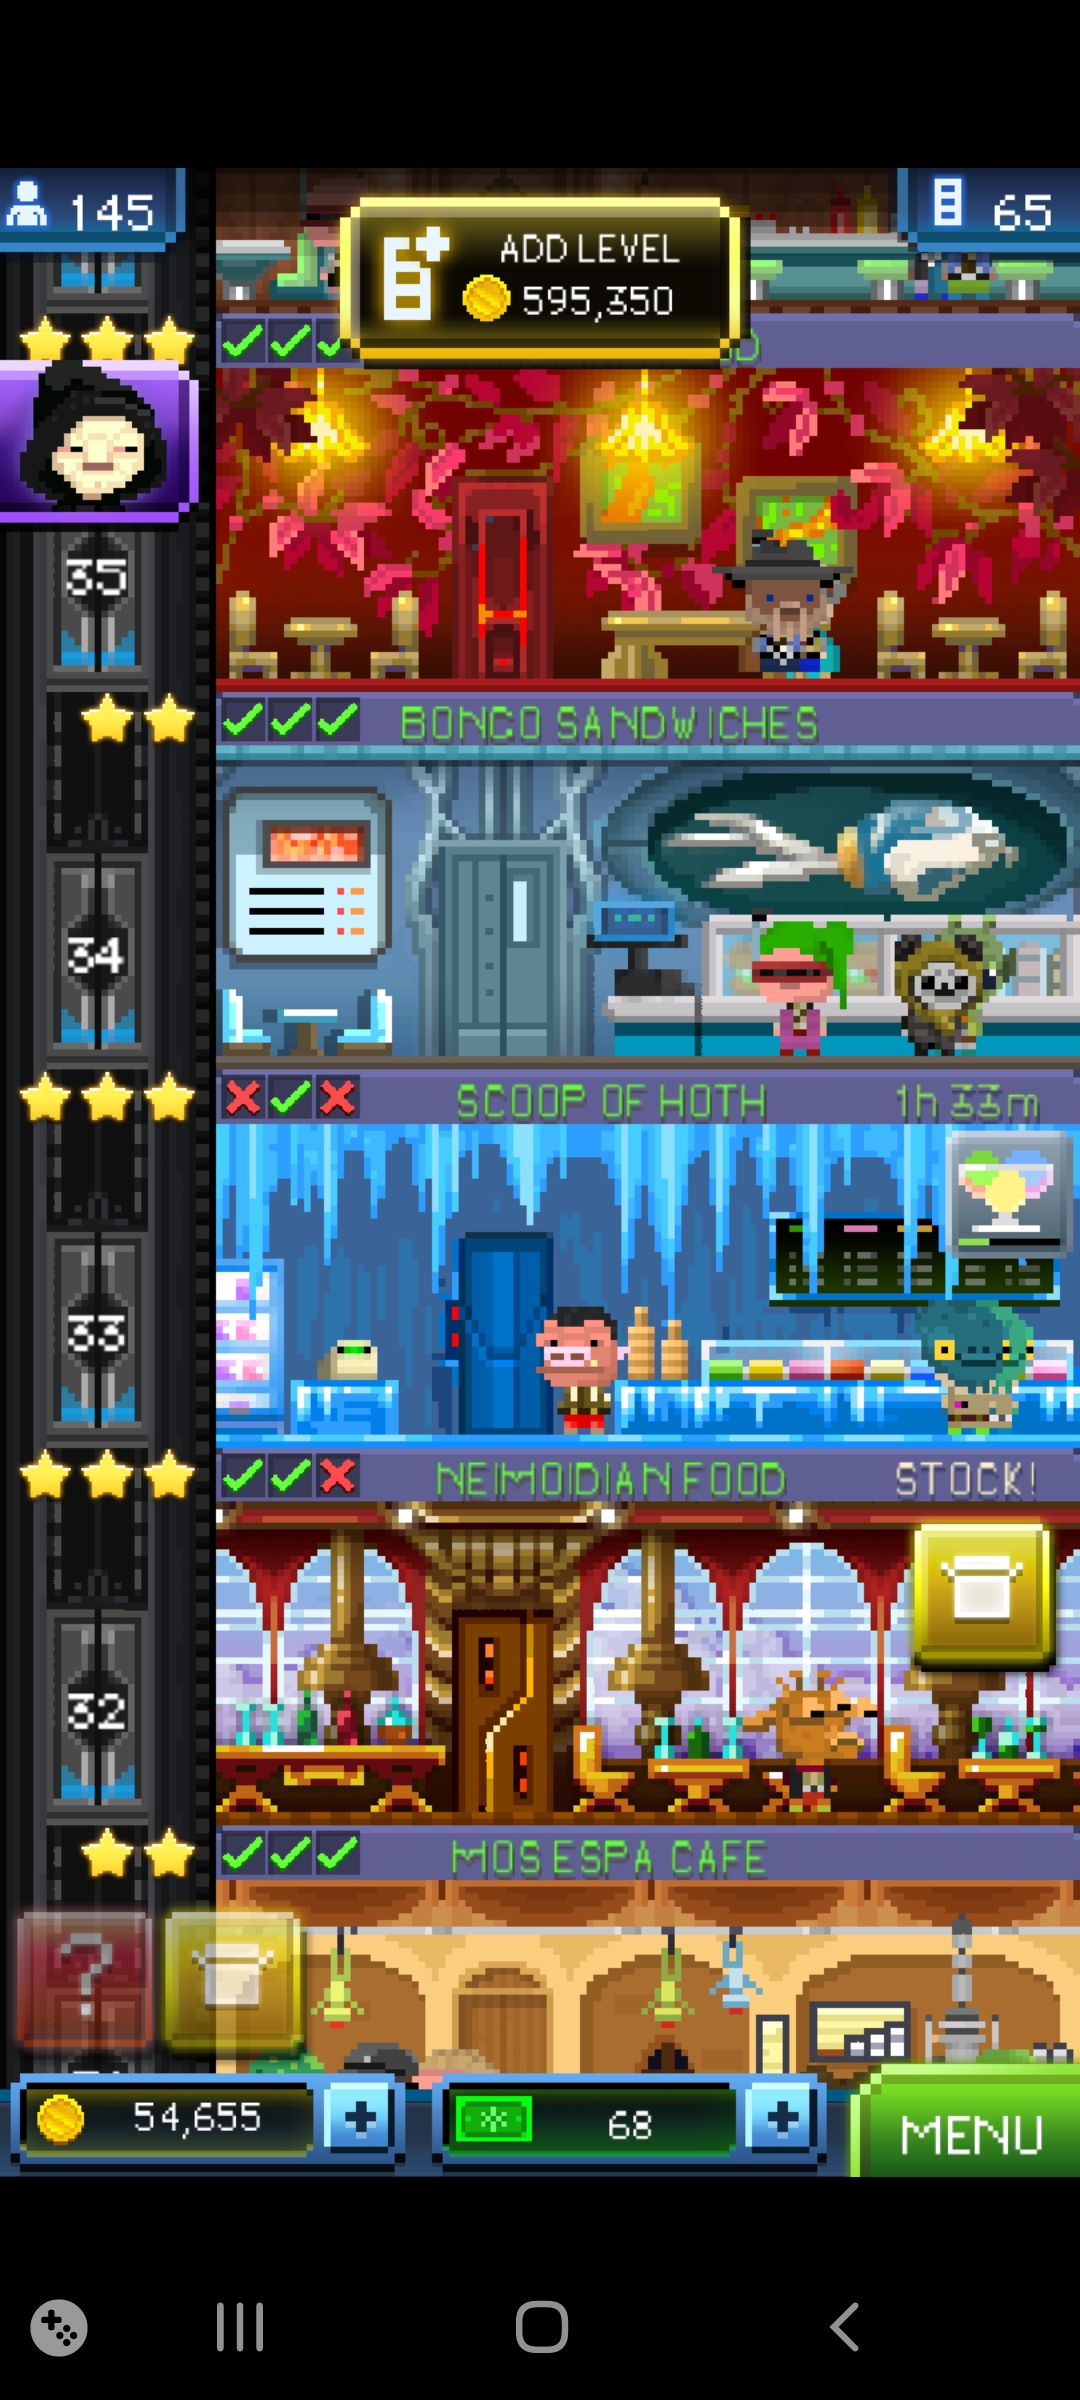 145
65
ADD LEVEL
595,350
35
BONGO SANDWICHES
34
SCOOP OF HOTH
1h 33m
33
NEIMOIDIAN FOOD
STOCK!
32
MOS ESPA CAFE
?
54,655
+
68
+
MENU